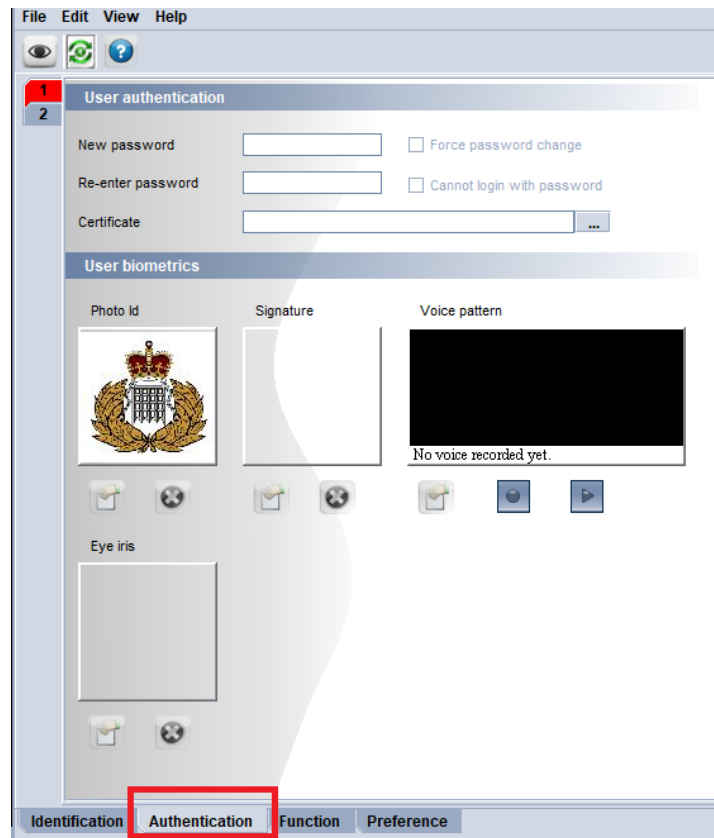 File Edit View Help
1
2
User authentication
New password
Force password change
Re-enter password
Cannot login with password
Certificate
...
User biometrics
Photo Id Signature Voice pattern
No voice recorded yet.
Eye iris
Identification Authentication Function Preference